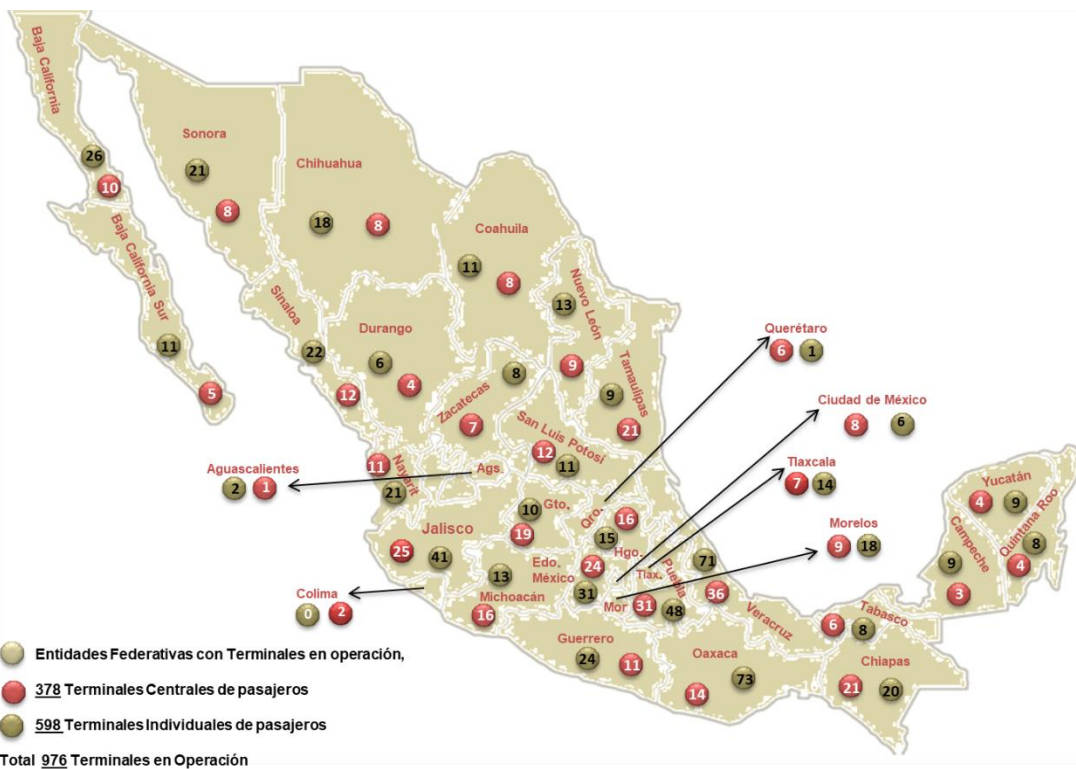 Baja California
26
10
Sonora
21
8
Chihuahua
18
8
Coahuila
11
8
Baja California Sur
11
5
Sinaloa
22
12
Durango
6
4
Nuevo León
13
9
Zacatecas
8
7
Tamaulipas
9
21
San Luis Potosí
12
11
Querétaro
6 1
Ciudad de México
8 6
Tlaxcala
7 14
Morelos
9 18
Aguascalientes
2 1
Ags.
Nayarit
11
21
Jalisco
25 41
Gto.
10
19
Qro.
Hgo.
16
15
Edo.
México
24
31
Michoacán
13
16
Colima
0 2
Tlax.
Mor
Puebla
31 48
Veracruz
71
36
Guerrero
24 11
Oaxaca
14 73
Tabasco
6 8
Chiapas
21 20
Campeche
9
3
Yucatán
4 9
Quintana Roo
8
4
Entidades Federativas con Terminales en operación,
378 Terminales Centrales de pasajeros
598 Terminales Individuales de pasajeros
Total 976 Terminales en Operación